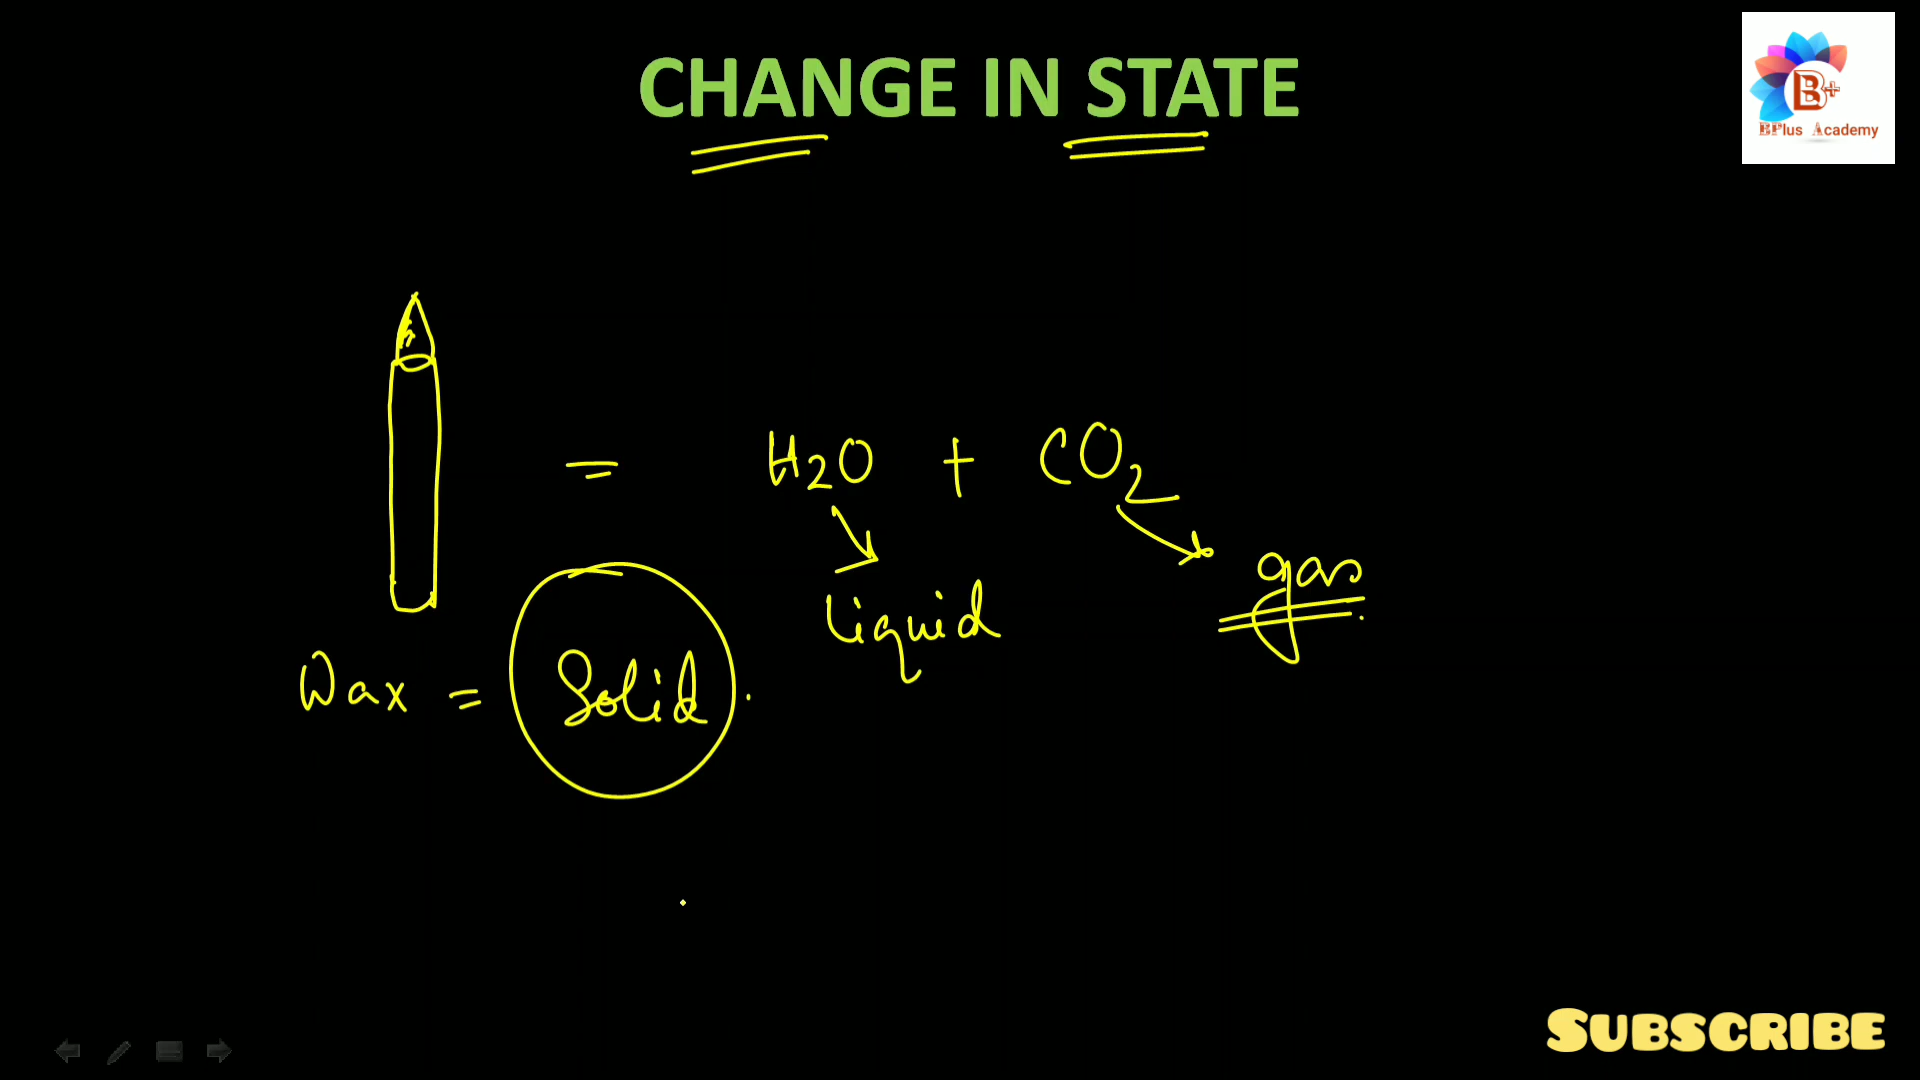 CHANGE IN STATE
B+
BPlus Academy
= H2O + CO2
liquid
gas
Wax = Solid.
SUBSCRIBE